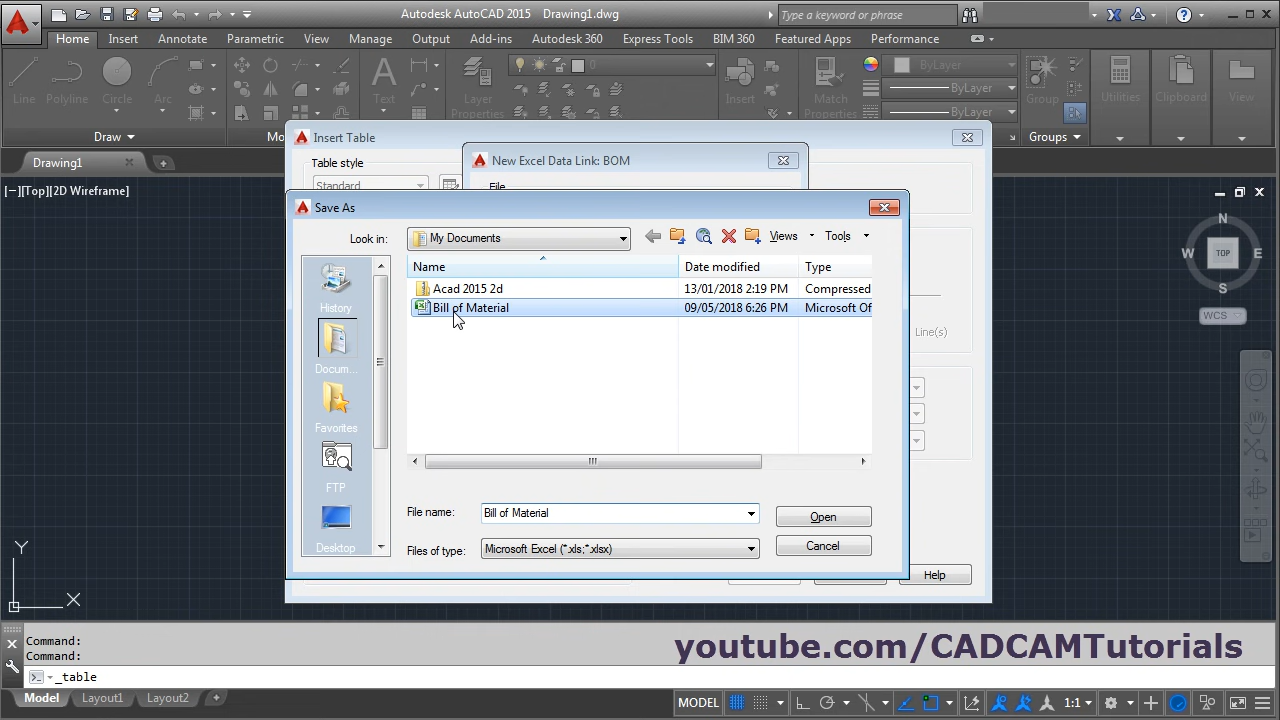 Autodesk AutoCAD 2015 Drawing1.dwg
Type a keyword or phrase
Home Insert Annotate Parametric View Manage Output Add-ins Autodesk 360 Express Tools BIM 360 Featured Apps Performance
0 ByLayer
ByLayer
ByLayer
Line Polyline Circle Arc Text Layer Properties Insert Match Properties Group Utilities Clipboard View
Draw Groups
Drawing1
[−][Top][2D Wireframe]
Insert Table
Table style
Standard
New Excel Data Link: BOM
File
Save As
Look in: My Documents Views Tools
Name Date modified Type
Acad 2015 2d 13/01/2018 2:19 PM Compressed
Bill of Material 09/05/2018 6:26 PM Microsoft Of
History
Docum...
Favorites
FTP
Desktop
File name: Bill of Material Open
Files of type: Microsoft Excel (*.xls;*.xlsx) Cancel
Line(s)
Help
N
W TOP E
S
WCS
Y
X
Command:
Command:
_table
youtube.com/CADCAMTutorials
Model Layout1 Layout2 +
MODEL 1:1